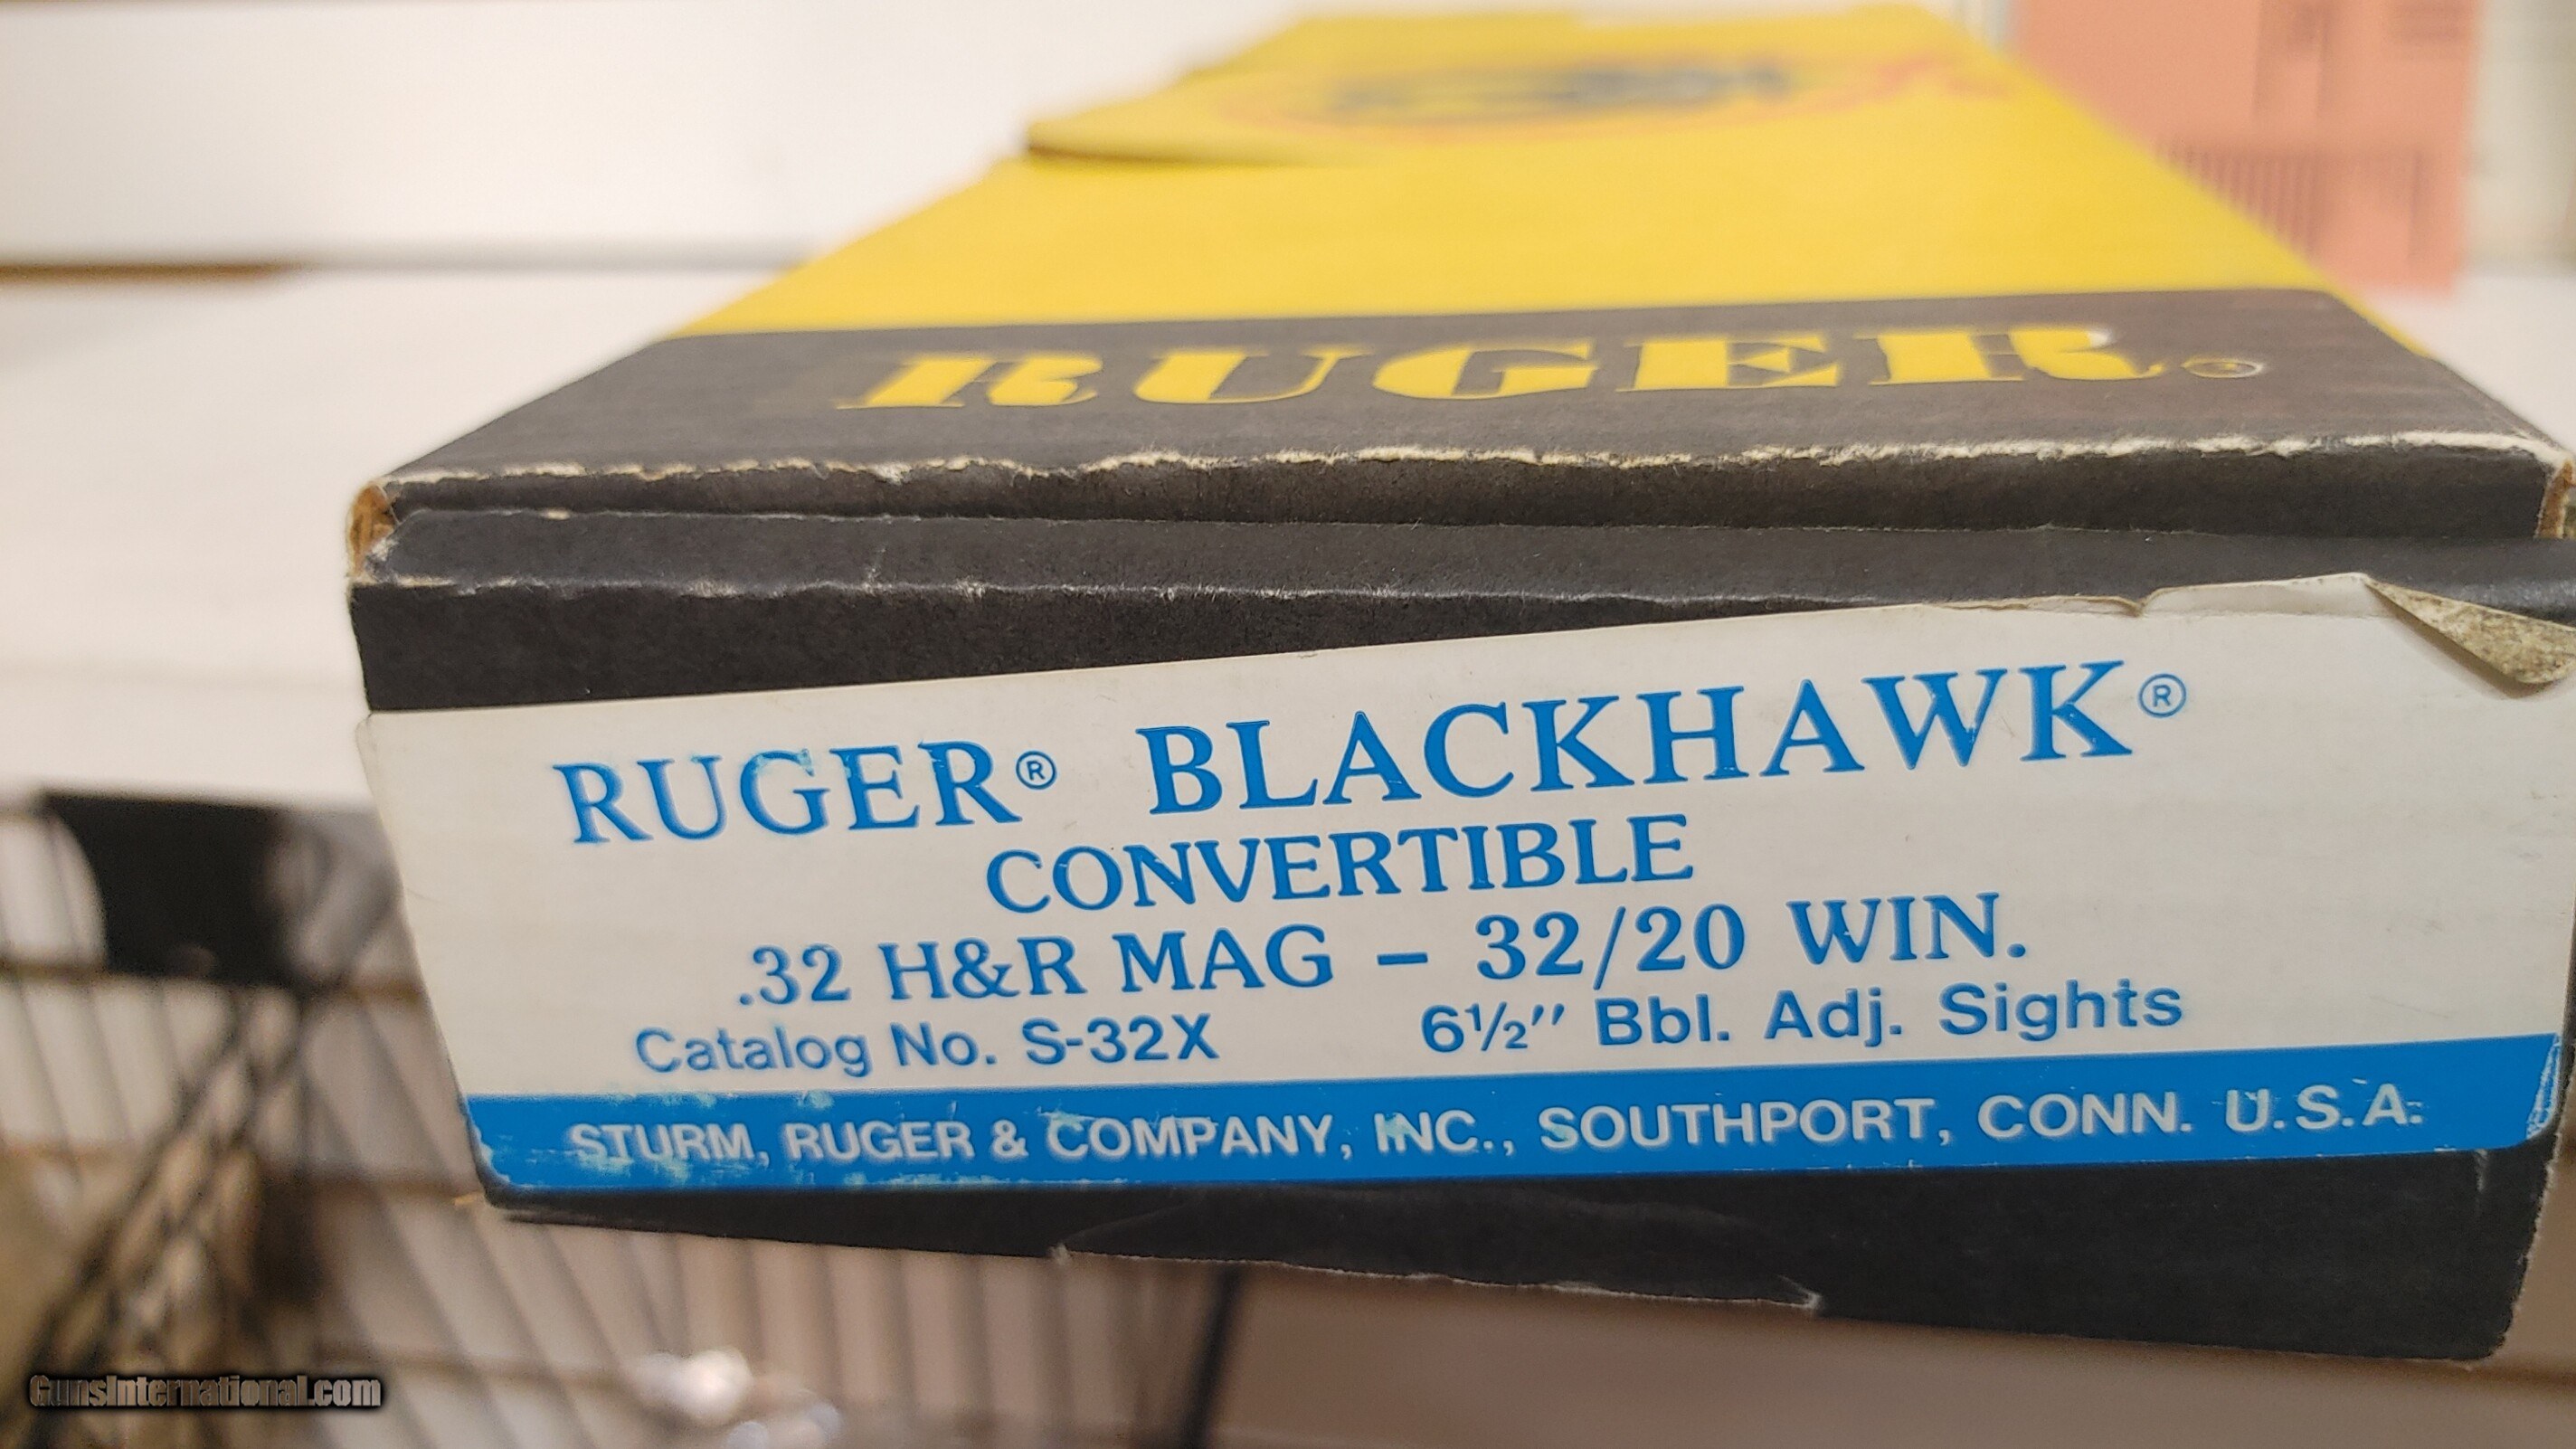 RUGER®
RUGER® BLACKHAWK®
CONVERTIBLE
.32 H&R MAG – 32/20 WIN.
Catalog No. S-32X 6½″ Bbl. Adj. Sights
STURM, RUGER & COMPANY, INC., SOUTHPORT, CONN. U.S.A.
GunsInternational.com